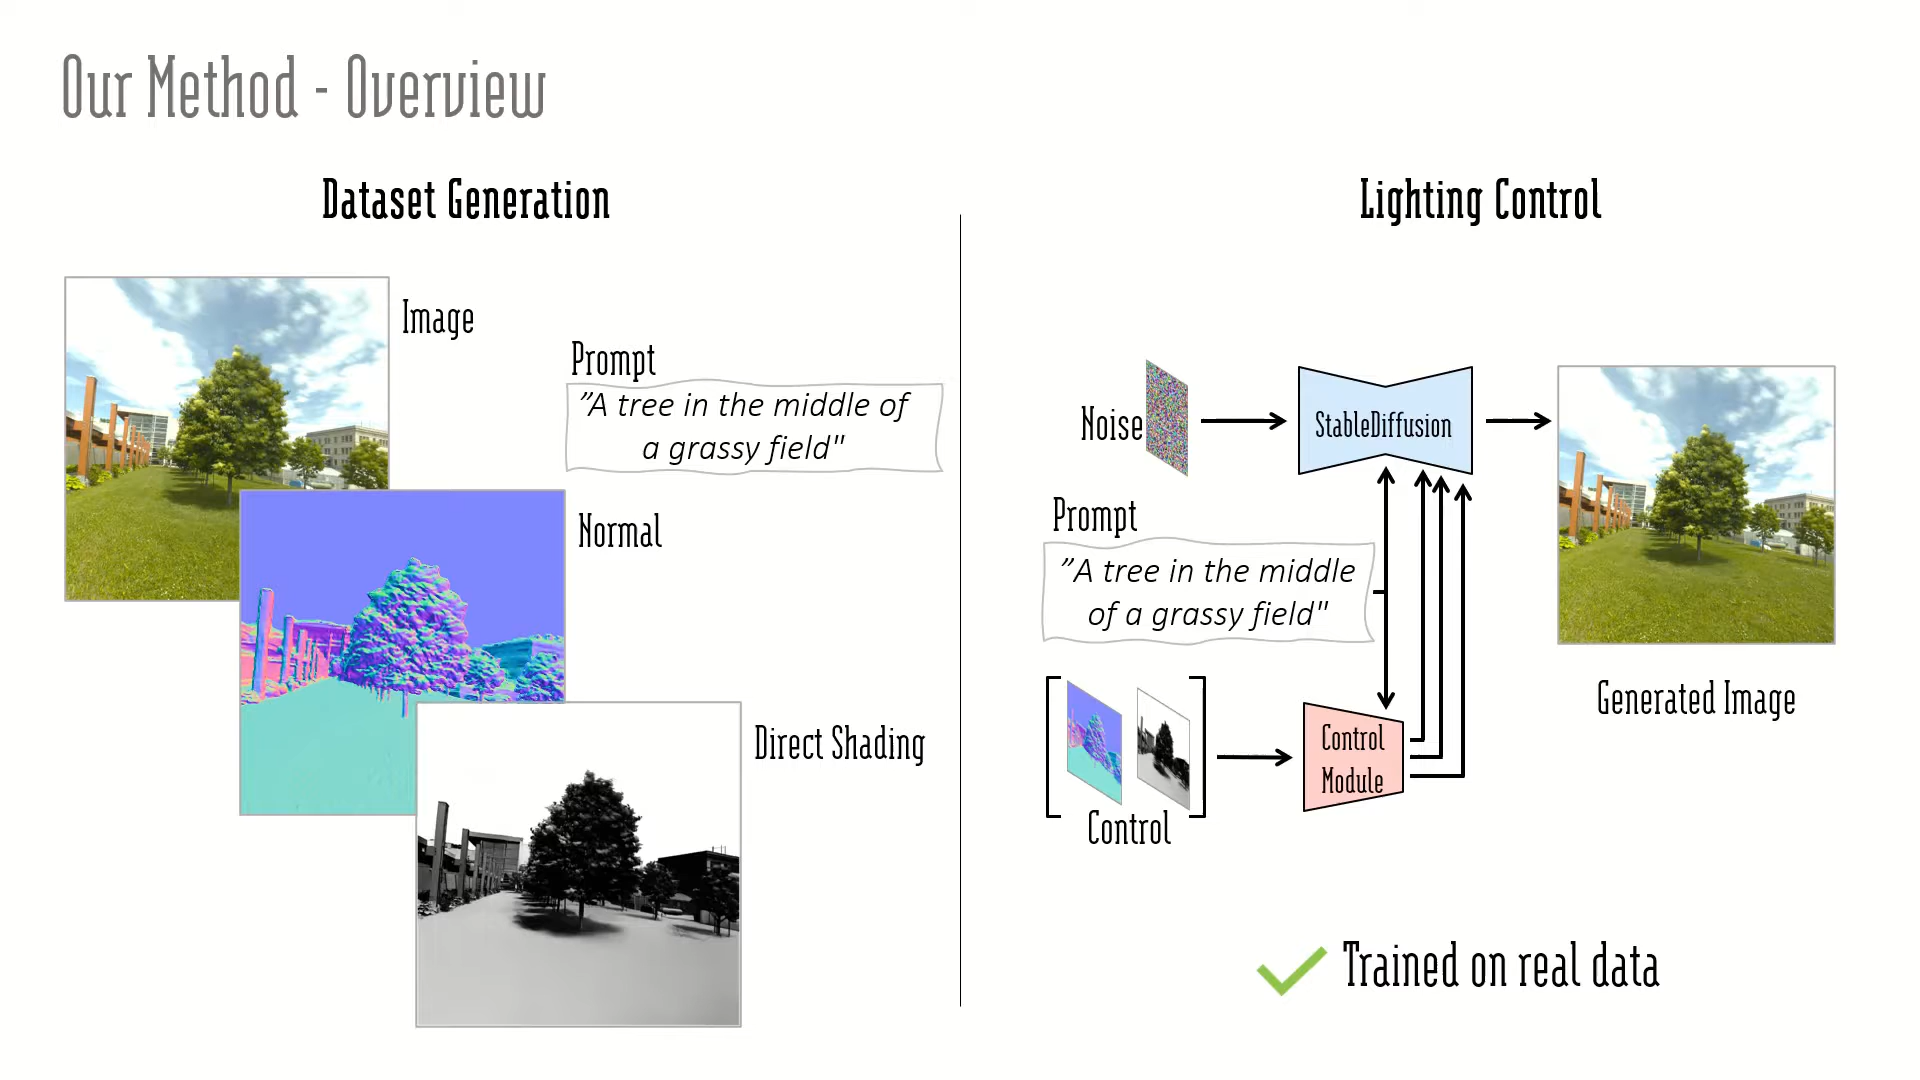 Our Method - Overview
Dataset Generation
Image
Prompt
”A tree in the middle of
a grassy field"
Normal
Direct Shading
Lighting Control
Noise
StableDiffusion
Prompt
”A tree in the middle
of a grassy field"
Control
Control
Module
Generated Image
Trained on real data